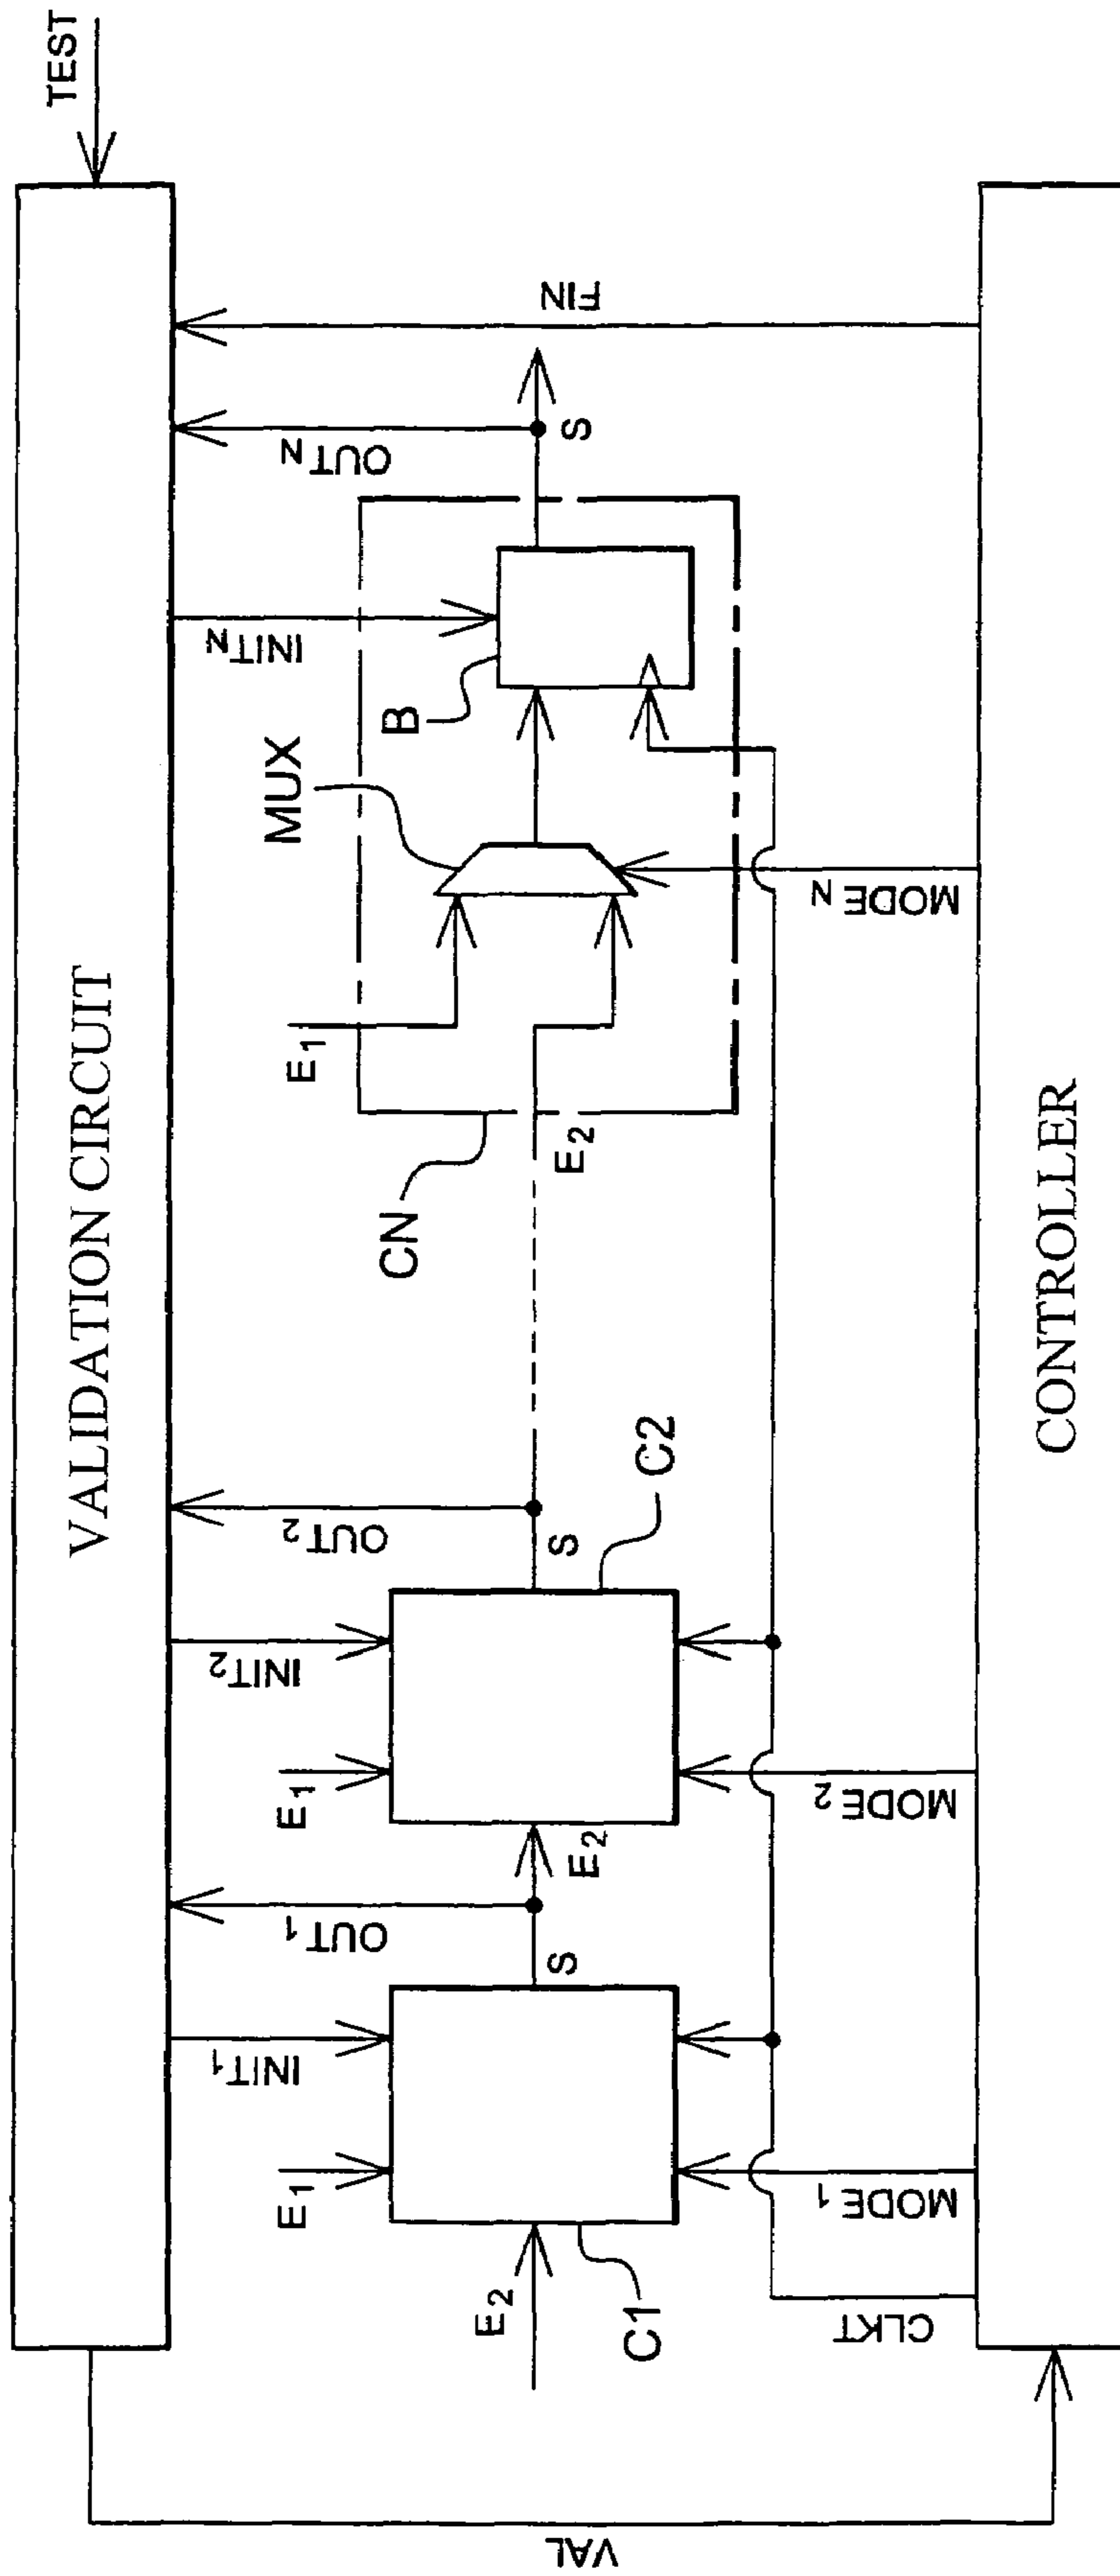 TEST
VALIDATION CIRCUIT
VAL
INIT1
OUT1
INIT2
OUT2
INITN
OUTN
FIN
E1
E1
E1
MUX
B
CN
E2
S
E2
S
E2
S
C1
C2
CLKT
MODE1
MODE2
MODEN
CONTROLLER